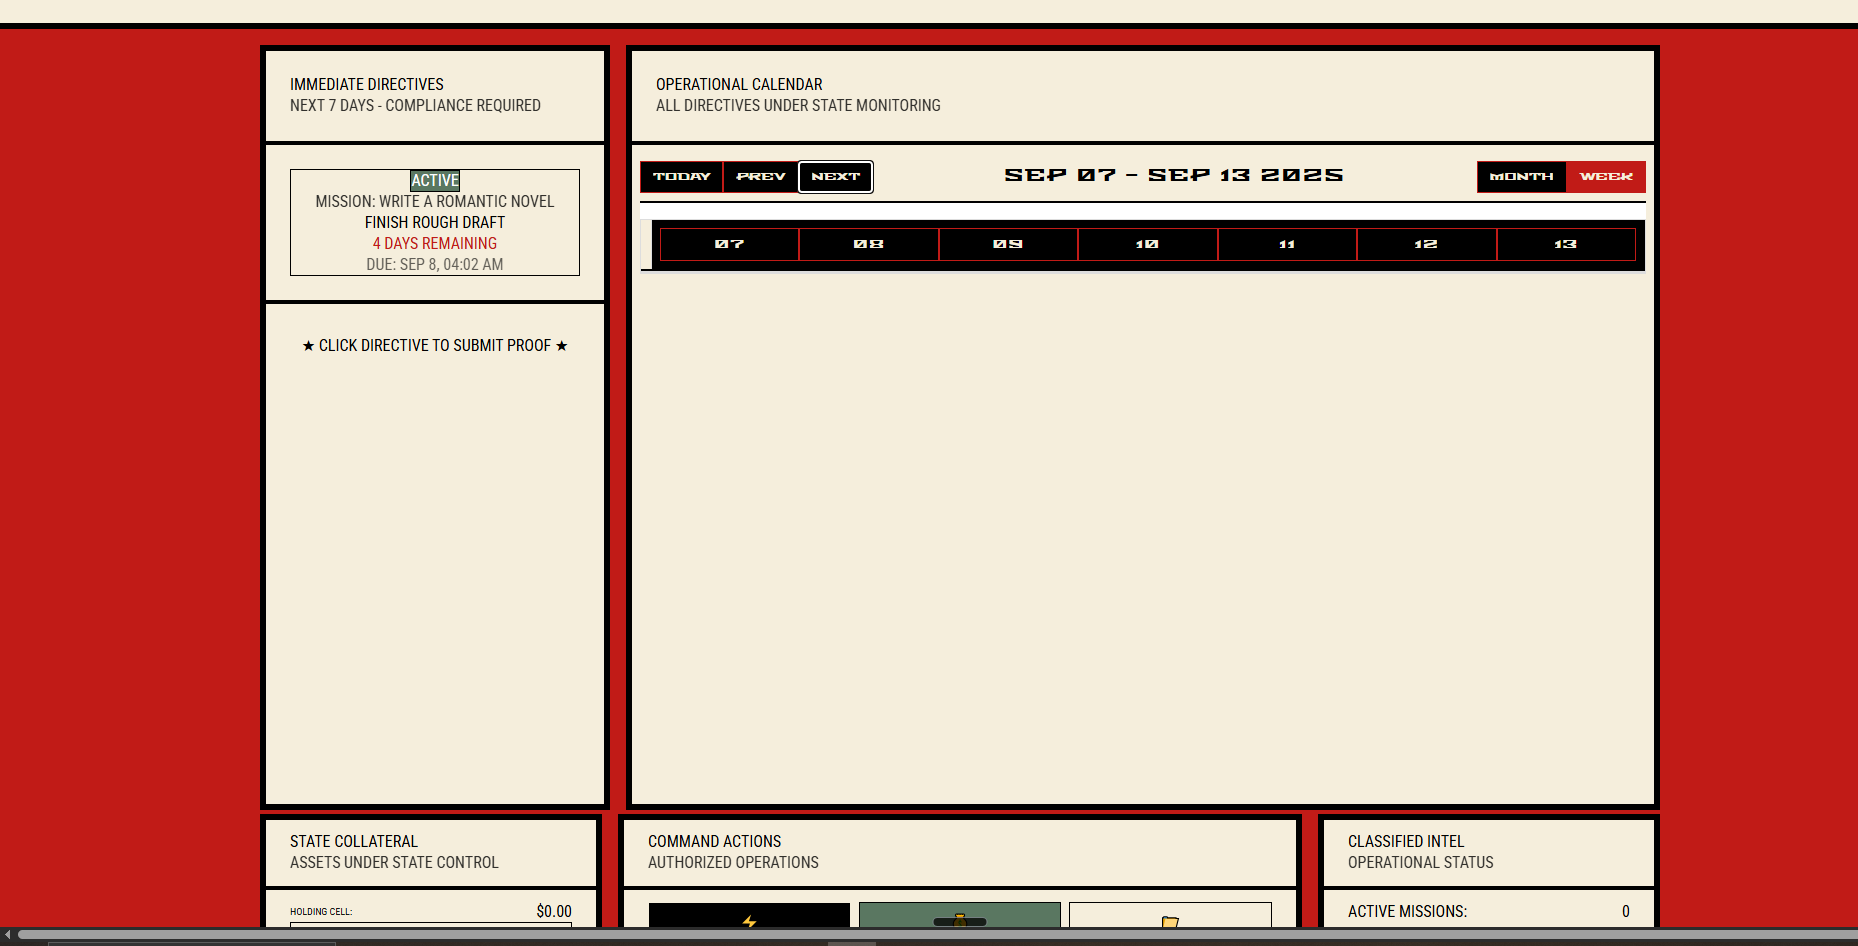 IMMEDIATE DIRECTIVES
NEXT 7 DAYS - COMPLIANCE REQUIRED
ACTIVE
MISSION: WRITE A ROMANTIC NOVEL
FINISH ROUGH DRAFT
4 DAYS REMAINING
DUE: SEP 8, 04:02 AM
★ CLICK DIRECTIVE TO SUBMIT PROOF ★
OPERATIONAL CALENDAR
ALL DIRECTIVES UNDER STATE MONITORING
TODAY PREV NEXT
SEP 07 – SEP 13 2025
MONTH WEEK
07 08 09 10 11 12 13
STATE COLLATERAL
ASSETS UNDER STATE CONTROL
HOLDING CELL: $0.00
COMMAND ACTIONS
AUTHORIZED OPERATIONS
CLASSIFIED INTEL
OPERATIONAL STATUS
ACTIVE MISSIONS: 0